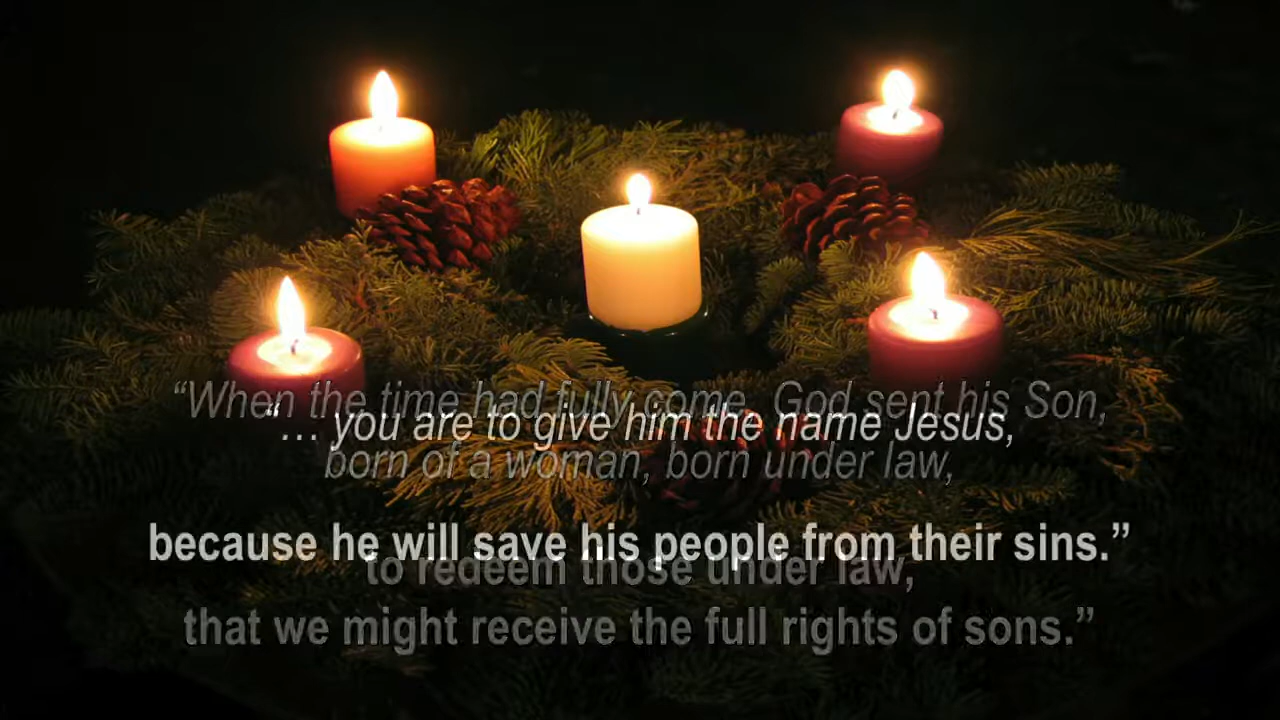 “When the time had fully come, God sent his Son,
“… you are to give him the name Jesus,
born of a woman, born under law,
because he will save his people from their sins.”
to redeem those under law,
that we might receive the full rights of sons.”